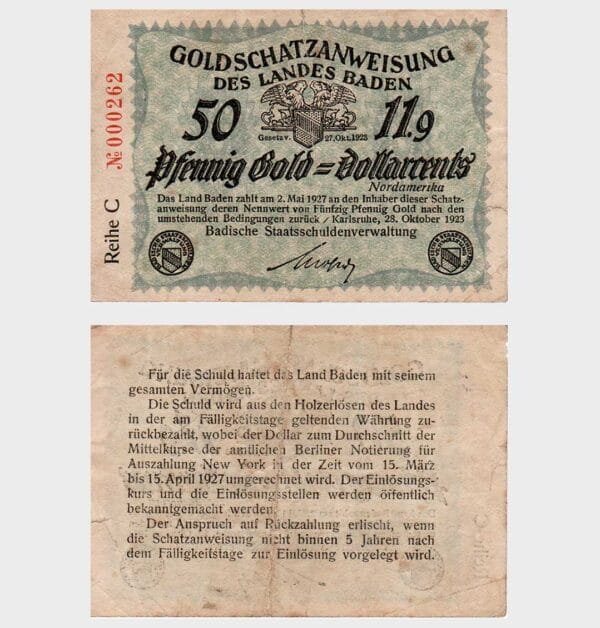 GOLDSCHATZANWEISUNG
DES LANDES BADEN
50 11.9
Gesetz v. 27.Okt.1923
Pfennig Gold = Dollarcents
Nordamerika
Das Land Baden zahlt am 2. Mai 1927 an den Inhaber dieser Schatz-
anweisung deren Nennwert von Fünfzig Pfennig Gold nach den
umstehenden Bedingungen zurück / Karlsruhe, 28. Oktober 1923
Badische Staatsschuldenverwaltung
№000262
Reihe C
Für die Schuld haftet das Land Baden mit seinem
gesamten Vermögen.
Die Schuld wird aus den Holzerlösen des Landes
in der am Fälligkeitstage geltenden Währung zu-
rückbezahlt, wobei der Dollar zum Durchschnitt der
Mittelkurse der amtlichen Berliner Notierung für
Auszahlung New York in der Zeit vom 15. März
bis 15. April 1927 umgerechnet wird. Der Einlösungs-
kurs und die Einlösungsstellen werden öffentlich
bekanntgemacht werden.
Der Anspruch auf Rückzahlung erlischt, wenn
die Schatzanweisung nicht binnen 5 Jahren nach
dem Fälligkeitstage zur Einlösung vorgelegt wird.